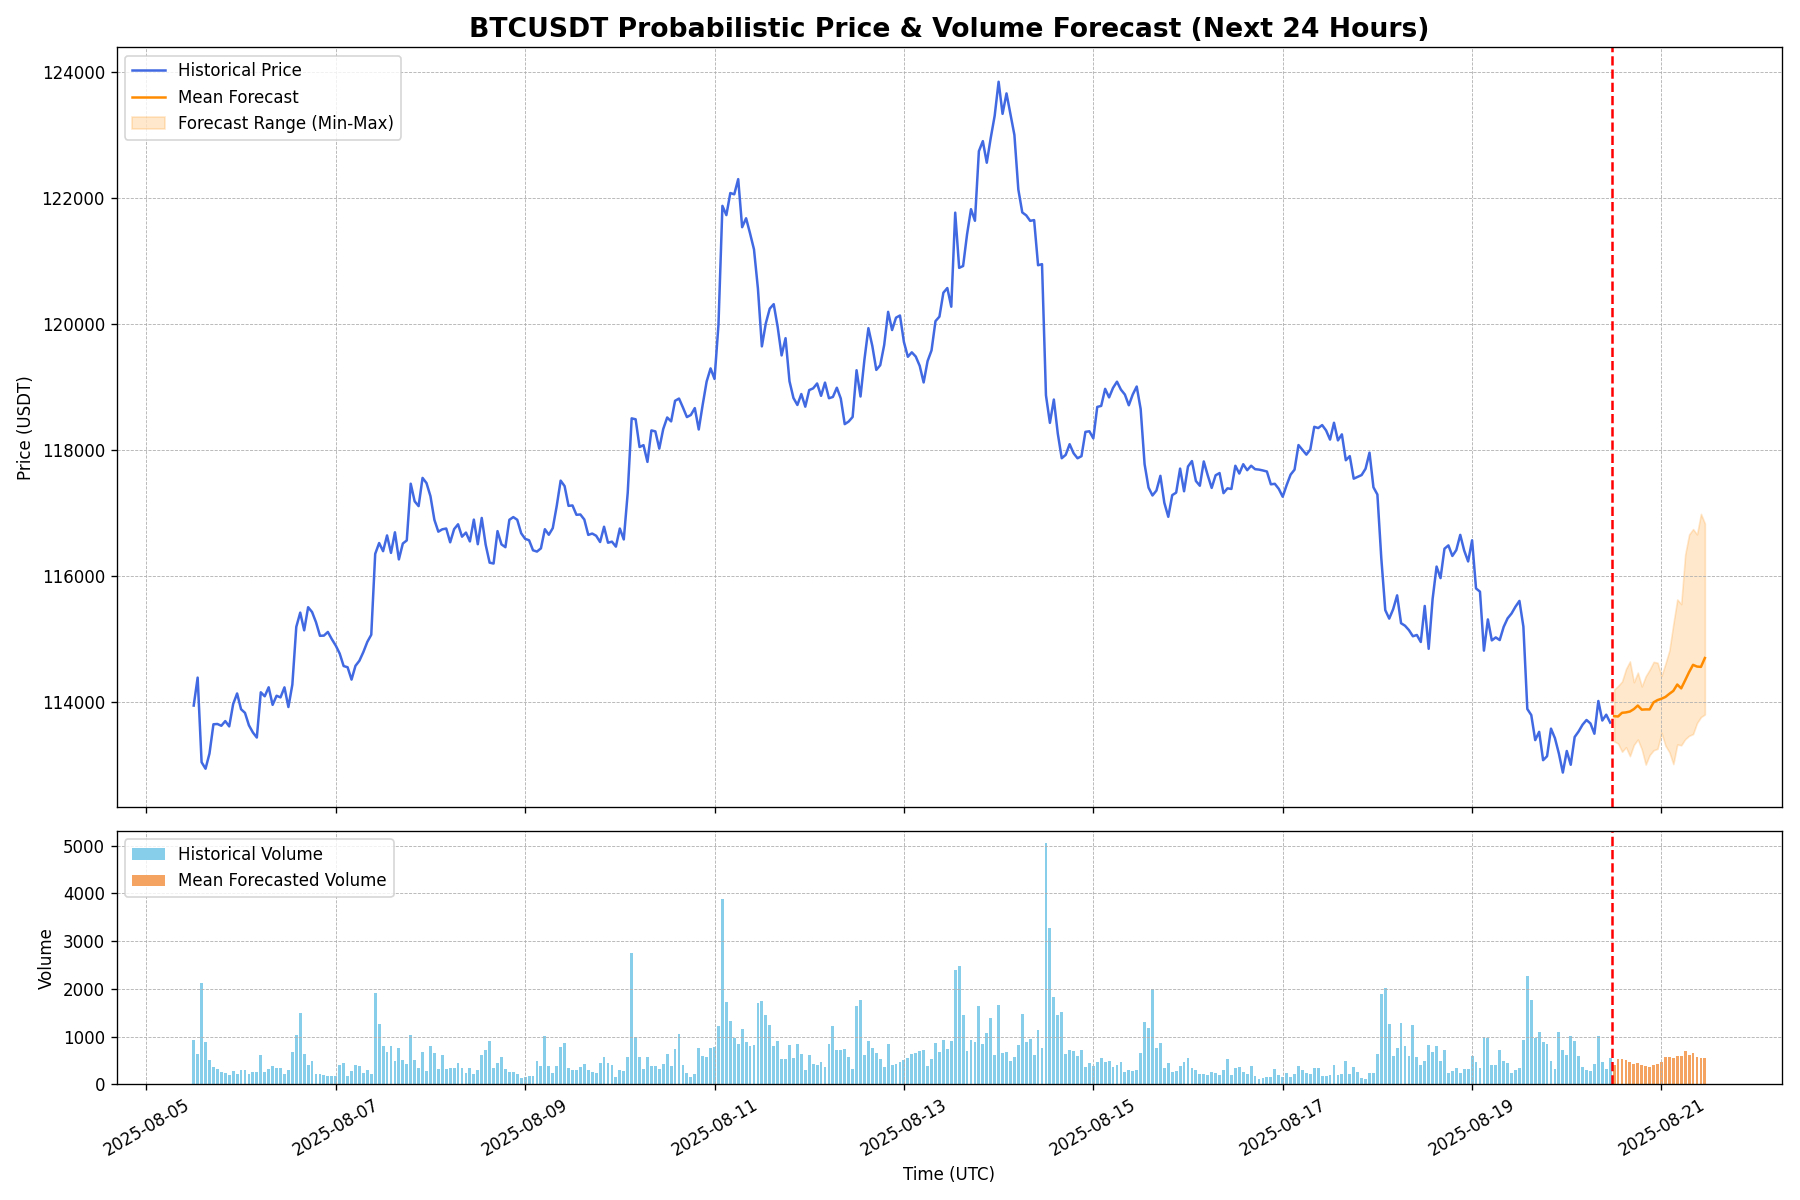 BTCUSDT Probabilistic Price & Volume Forecast (Next 24 Hours)
Historical Price
Mean Forecast
Forecast Range (Min-Max)
124000
122000
120000
118000
116000
114000
Price (USDT)
Historical Volume
Mean Forecasted Volume
5000
4000
3000
2000
1000
0
Volume
2025-08-05
2025-08-07
2025-08-09
2025-08-11
2025-08-13
2025-08-15
2025-08-17
2025-08-19
2025-08-21
Time (UTC)